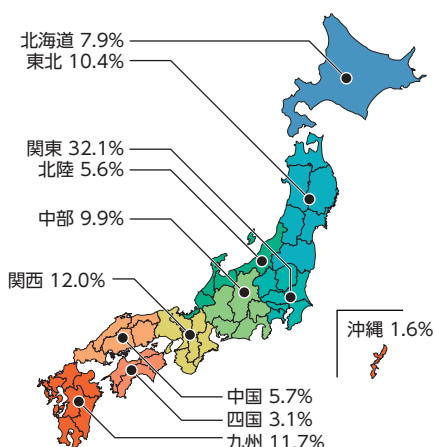 北海道 7.9%
東北 10.4%
関東 32.1%
北陸 5.6%
中部 9.9%
関西 12.0%
沖縄 1.6%
中国 5.7%
四国 3.1%
九州 11.7%